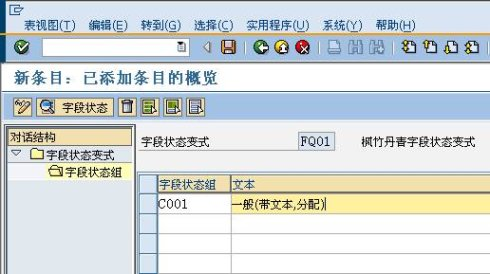 表视图(T) 编辑(E) 转到(G) 选择(C) 实用程序(U) 系统(Y) 帮助(H)
新条目: 已添加条目的概览
字段状态
对话结构
字段状态变式
字段状态组
字段状态变式 FQ01 枫竹丹青字段状态变式
字段状态组 文本
C001 一般(带文本,分配)